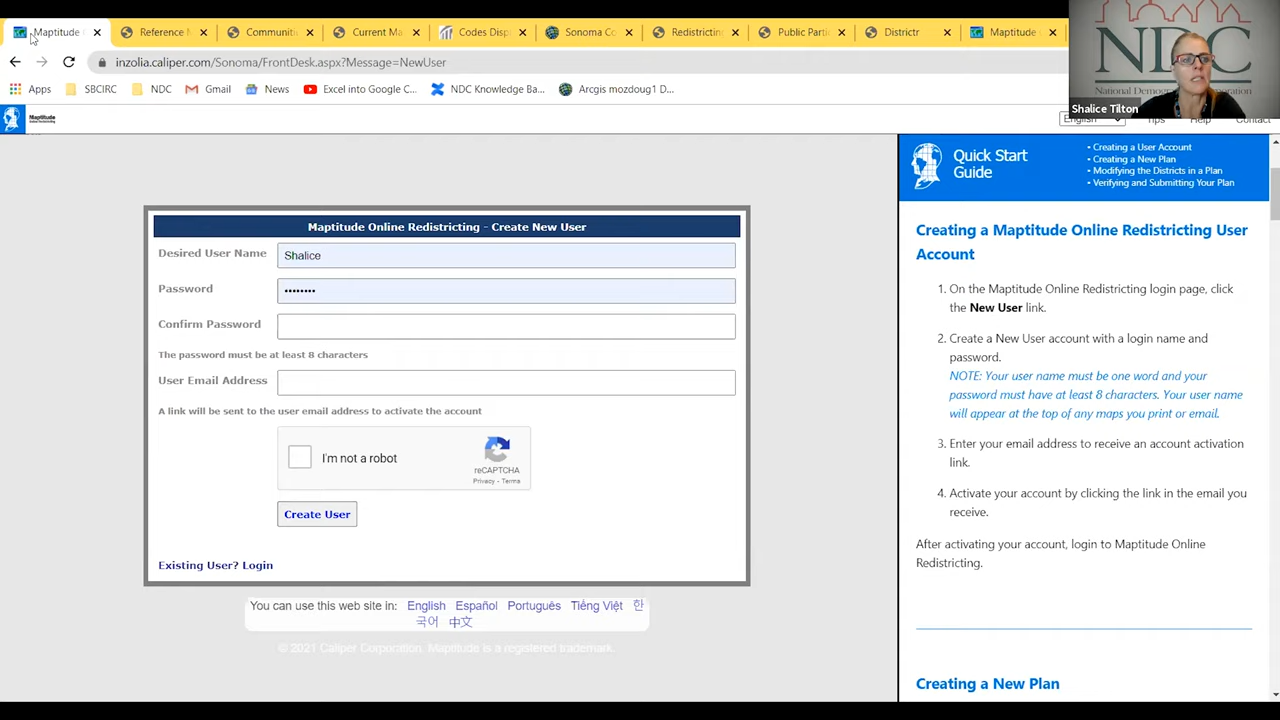 Maptitude
Reference M
Communiti
Current Ma
Codes Disp
Sonoma Co
Redistricting
Public Parti
Districtr
Maptitude
inzolia.caliper.com/Sonoma/FrontDesk.aspx?Message=NewUser
Apps
SBCIRC
NDC
Gmail
News
Excel into Google C...
NDC Knowledge Ba...
Arcgis mozdoug1 D...
NDC
Shalice Tilton
Maptitude
English
Tips
Help
Contact
Quick Start
Guide
• Creating a User Account
• Creating a New Plan
• Modifying the Districts in a Plan
• Verifying and Submitting Your Plan
Maptitude Online Redistricting - Create New User
Desired User Name
Shalice
Password
••••••••
Confirm Password
The password must be at least 8 characters
User Email Address
A link will be sent to the user email address to activate the account
I'm not a robot
reCAPTCHA
Privacy - Terms
Create User
Existing User? Login
You can use this web site in: English Español Português Tiếng Việt 한
국어 中文
© 2021 Caliper Corporation. Maptitude is a registered trademark.
Creating a Maptitude Online Redistricting User
Account
1. On the Maptitude Online Redistricting login page, click
the New User link.
2. Create a New User account with a login name and
password.
NOTE: Your user name must be one word and your
password must have at least 8 characters. Your user name
will appear at the top of any maps you print or email.
3. Enter your email address to receive an account activation
link.
4. Activate your account by clicking the link in the email you
receive.
After activating your account, login to Maptitude Online
Redistricting.
Creating a New Plan